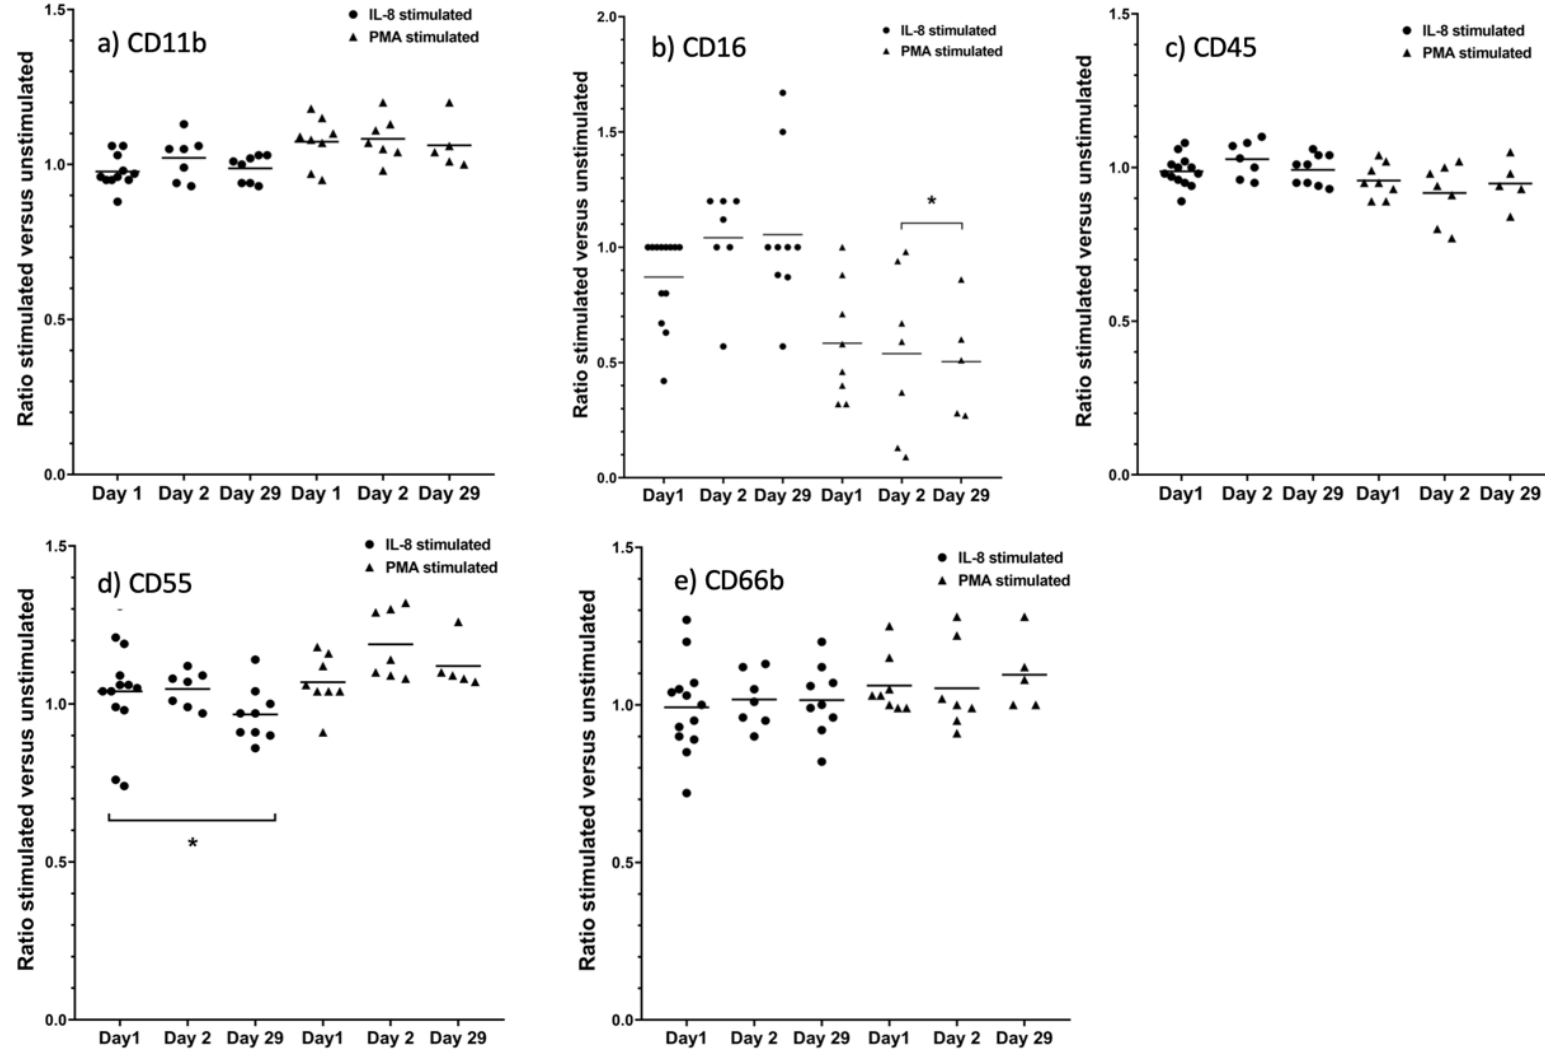 a) CD11b
IL-8 stimulated
PMA stimulated
Ratio stimulated versus unstimulated
1.5
1.0
0.5
0.0
Day 1 Day 2 Day 29 Day 1 Day 2 Day 29
b) CD16
IL-8 stimulated
PMA stimulated
Ratio stimulated versus unstimulated
2.0
1.5
1.0
0.5
0.0
*
Day1 Day 2 Day 29 Day1 Day 2 Day 29
c) CD45
IL-8 stimulated
PMA stimulated
Ratio stimulated versus unstimulated
1.5
1.0
0.5
0.0
Day1 Day 2 Day 29 Day1 Day 2 Day 29
d) CD55
IL-8 stimulated
PMA stimulated
Ratio stimulated versus unstimulated
1.5
1.0
0.5
0.0
*
Day1 Day 2 Day 29 Day1 Day 2 Day 29
e) CD66b
IL-8 stimulated
PMA stimulated
Ratio stimulated versus unstimulated
1.5
1.0
0.5
0.0
Day1 Day 2 Day 29 Day1 Day 2 Day 29